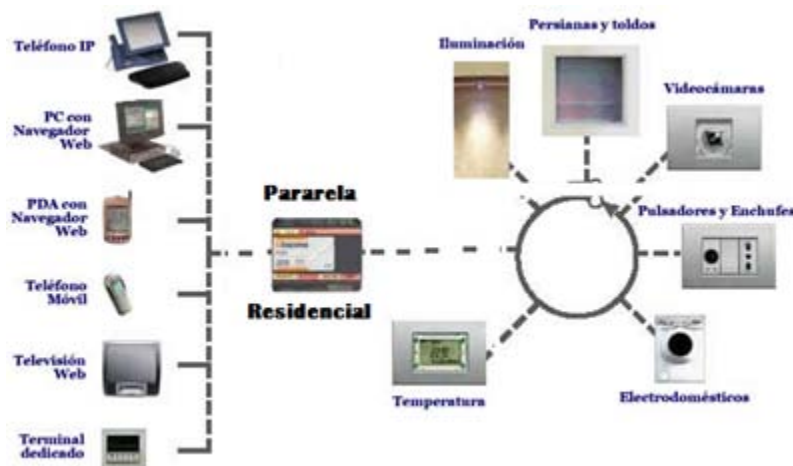 Teléfono IP
PC con
Navegador
Web
PDA con
Navegador
Web
Teléfono
Móvil
Televisión
Web
Terminal
dedicado
Pararela
Residencial
Iluminación
Persianas y toldos
Videocámaras
Pulsadores y Enchufes
Electrodomésticos
Temperatura